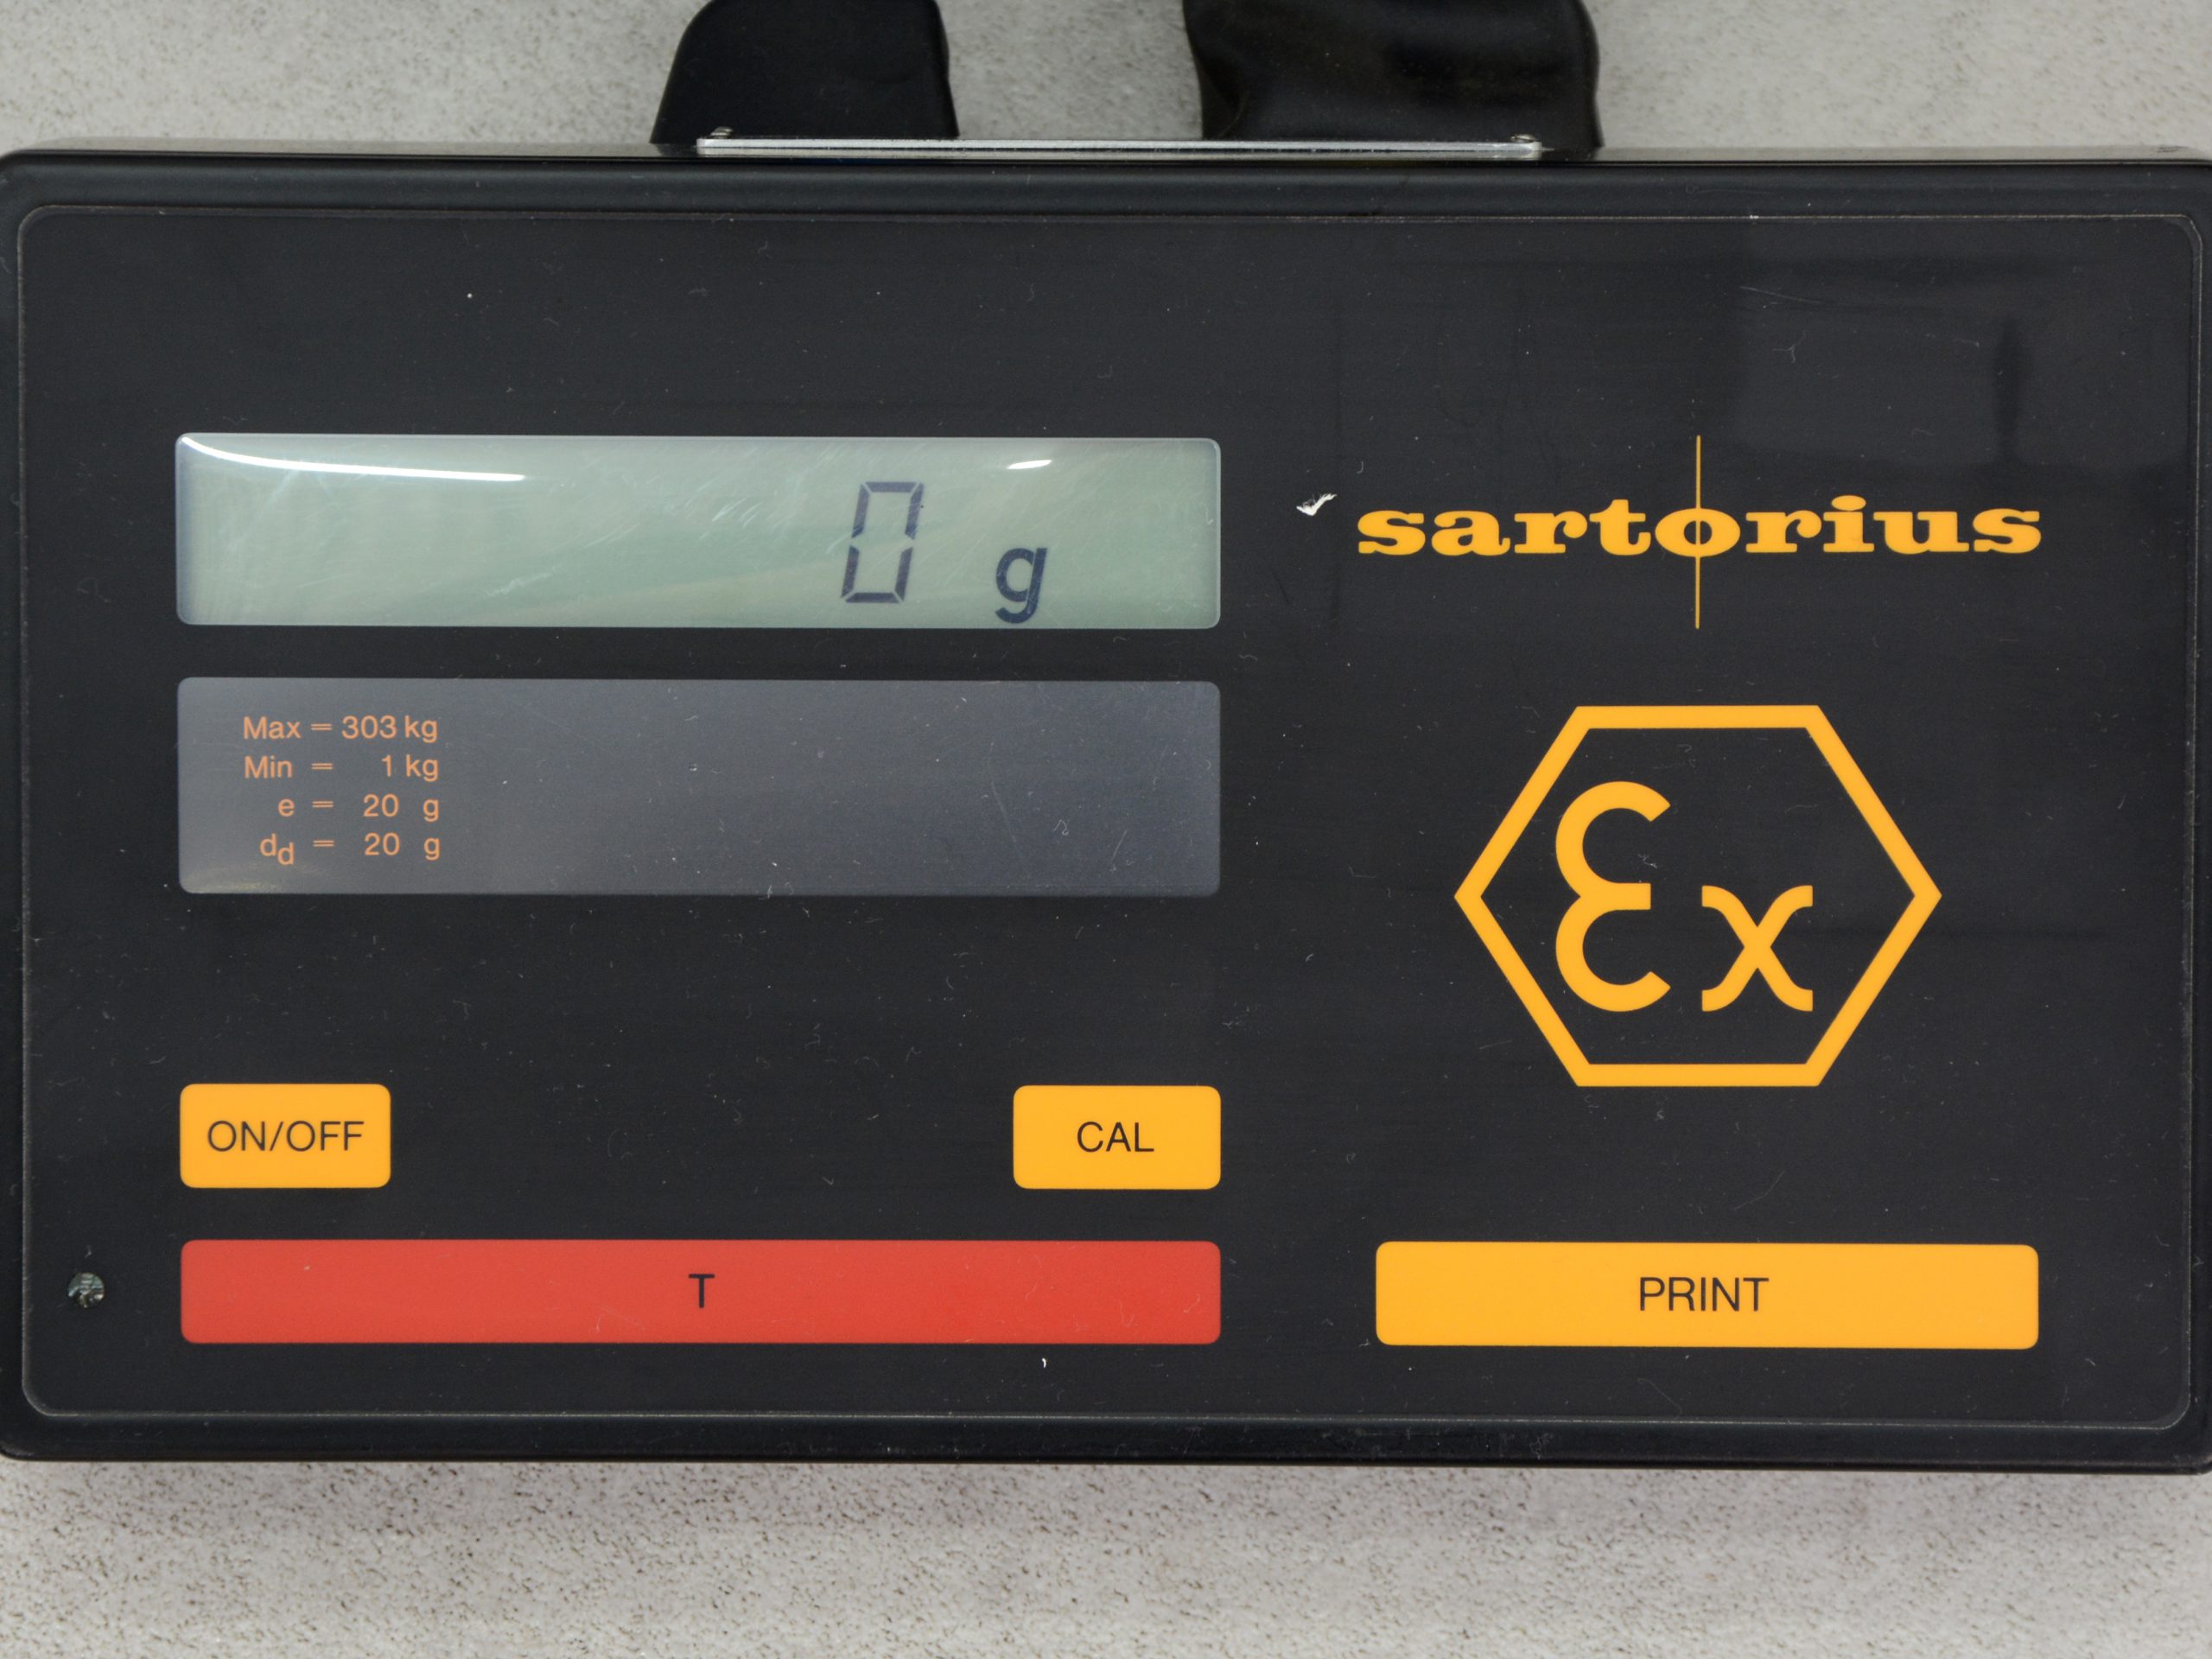 0 g
sartorius
Max = 303 kg
Min = 1 kg
e = 20 g
dd = 20 g
Ex
ON/OFF
CAL
T
PRINT